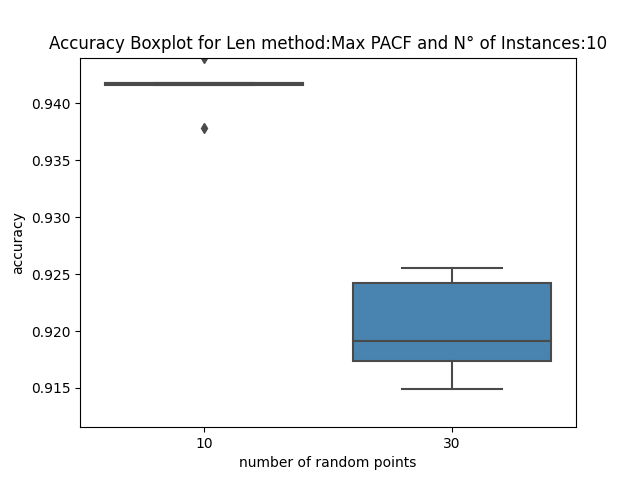 Accuracy Boxplot for Len method:Max PACF and N° of Instances:10
0.940
0.935
0.930
0.925
0.920
0.915
accuracy
10 30
number of random points